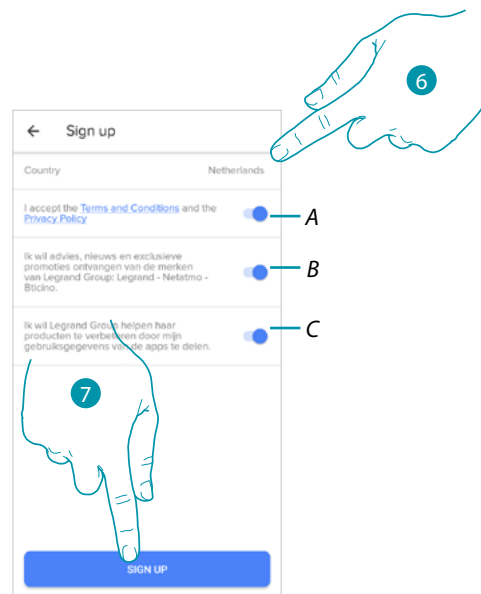 6
← Sign up
Country Netherlands
I accept the Terms and Conditions and the
Privacy Policy
A
Ik wil advies, nieuws en exclusieve
promoties ontvangen van de merken
van Legrand Group: Legrand - Netatmo -
Bticino.
B
Ik wil Legrand Group helpen haar
producten te verbeteren door mijn
gebruiksgegevens van de apps te delen.
C
7
SIGN UP